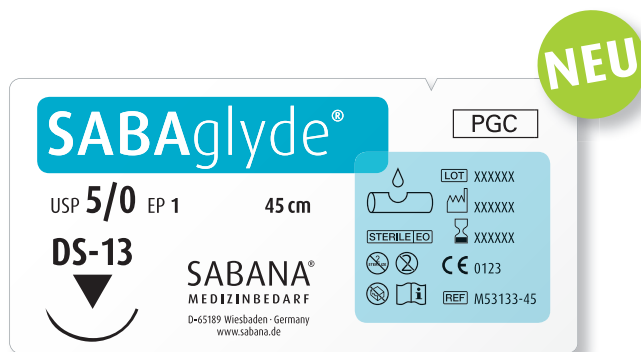 NEU
SABAglyde®
PGC
USP 5/0 EP 1 45 cm
DS-13
SABANA®
MEDIZINBEDARF
D-65189 Wiesbaden · Germany
www.sabana.de
LOT XXXXXX
XXXXXX
STERILE EO XXXXXX
CE 0123
REF M53133-45